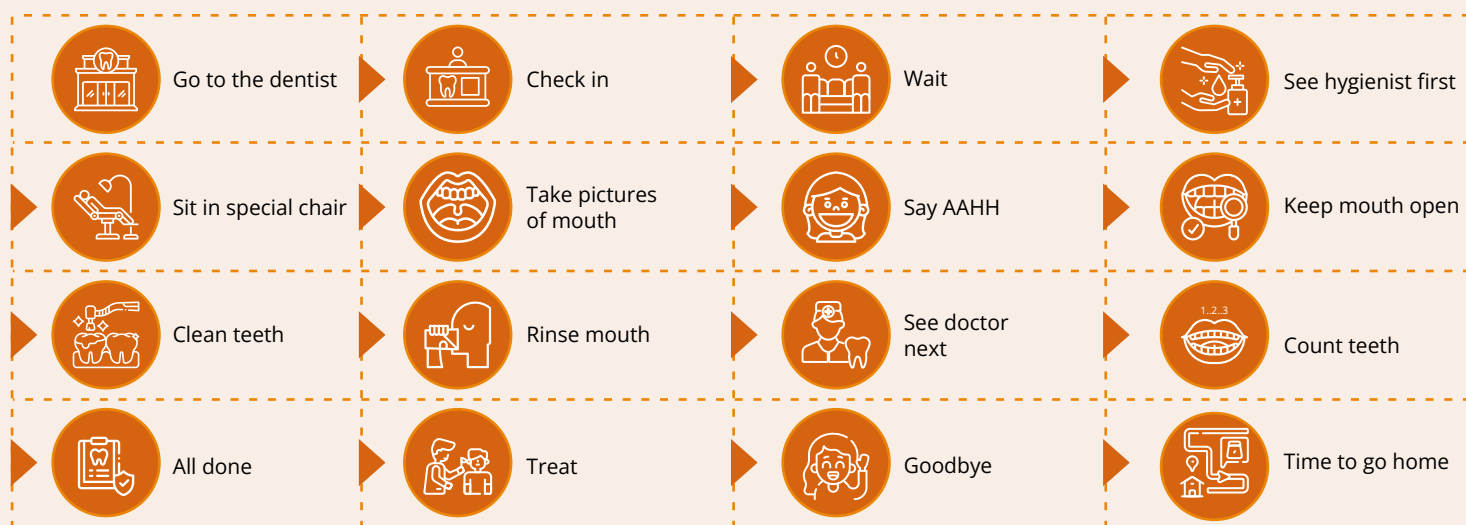 Go to the dentist
Check in
Wait
See hygienist first
Sit in special chair
Take pictures
of mouth
Say AAHH
Keep mouth open
Clean teeth
Rinse mouth
See doctor
next
1..2..3
Count teeth
All done
Treat
Goodbye
Time to go home